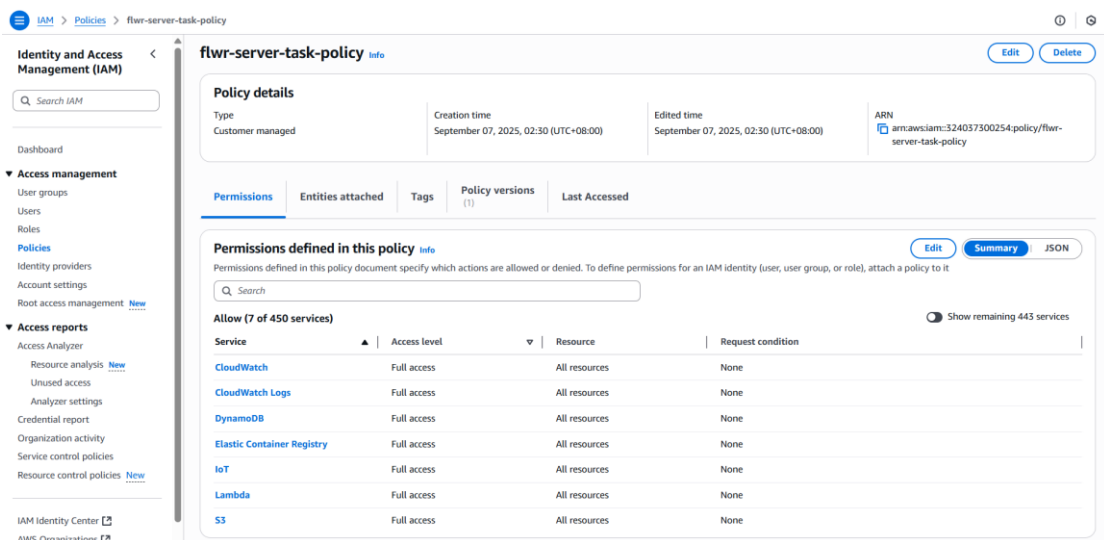 IAM > Policies > flwr-server-task-policy
Identity and Access
Management (IAM)
Search IAM
Dashboard
Access management
User groups
Users
Roles
Policies
Identity providers
Account settings
Root access management New
Access reports
Access Analyzer
Resource analysis New
Unused access
Analyzer settings
Credential report
Organization activity
Service control policies
Resource control policies New
IAM Identity Center
AWS Organizations
flwr-server-task-policy Info
Edit
Delete
Policy details
Type
Customer managed
Creation time
September 07, 2025, 02:30 (UTC+08:00)
Edited time
September 07, 2025, 02:30 (UTC+08:00)
ARN
arn:aws:iam::324037300254:policy/flwr-
server-task-policy
Permissions
Entities attached
Tags
Policy versions
(1)
Last Accessed
Permissions defined in this policy Info
Edit
Summary
JSON
Permissions defined in this policy document specify which actions are allowed or denied. To define permissions for an IAM identity (user, user group, or role), attach a policy to it
Search
Allow (7 of 450 services)
Show remaining 443 services
Service Access level Resource Request condition
CloudWatch Full access All resources None
CloudWatch Logs Full access All resources None
DynamoDB Full access All resources None
Elastic Container Registry Full access All resources None
IoT Full access All resources None
Lambda Full access All resources None
S3 Full access All resources None